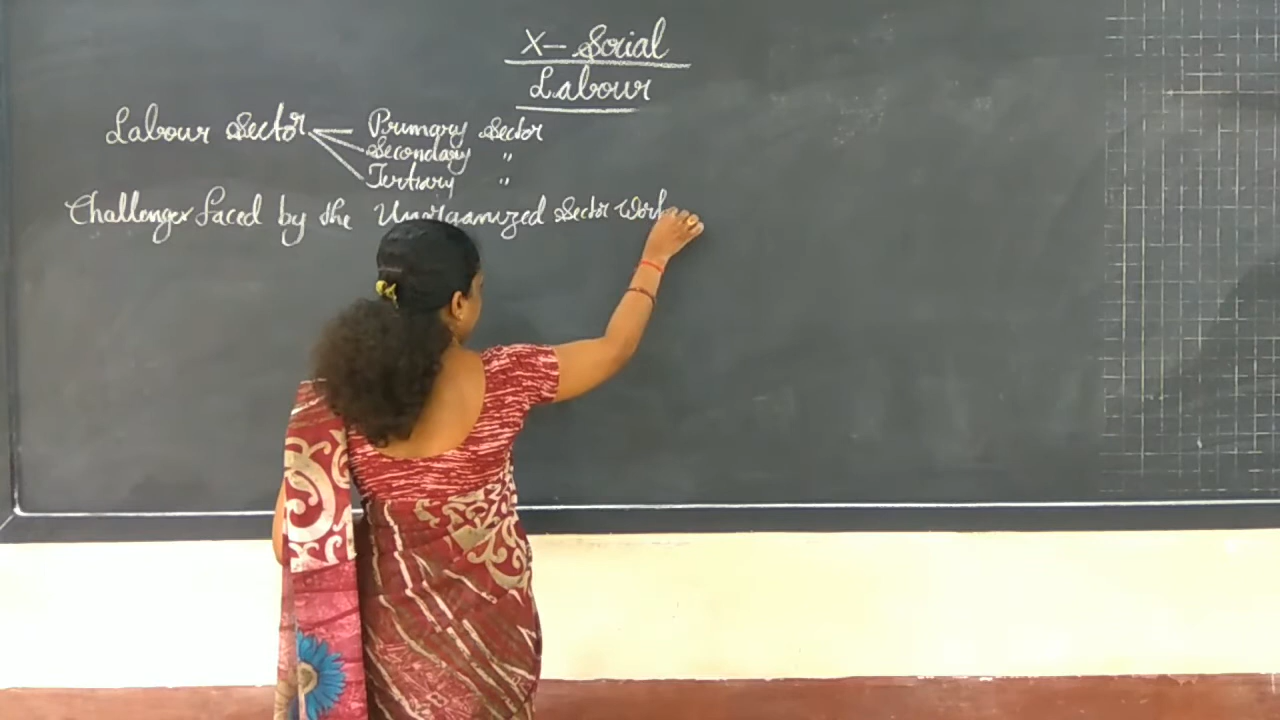 X- Social
Labour
Labour Sector
Primary Sector
Secondary "
Tertiary "
Challenges faced by the Unorganized Sector Work